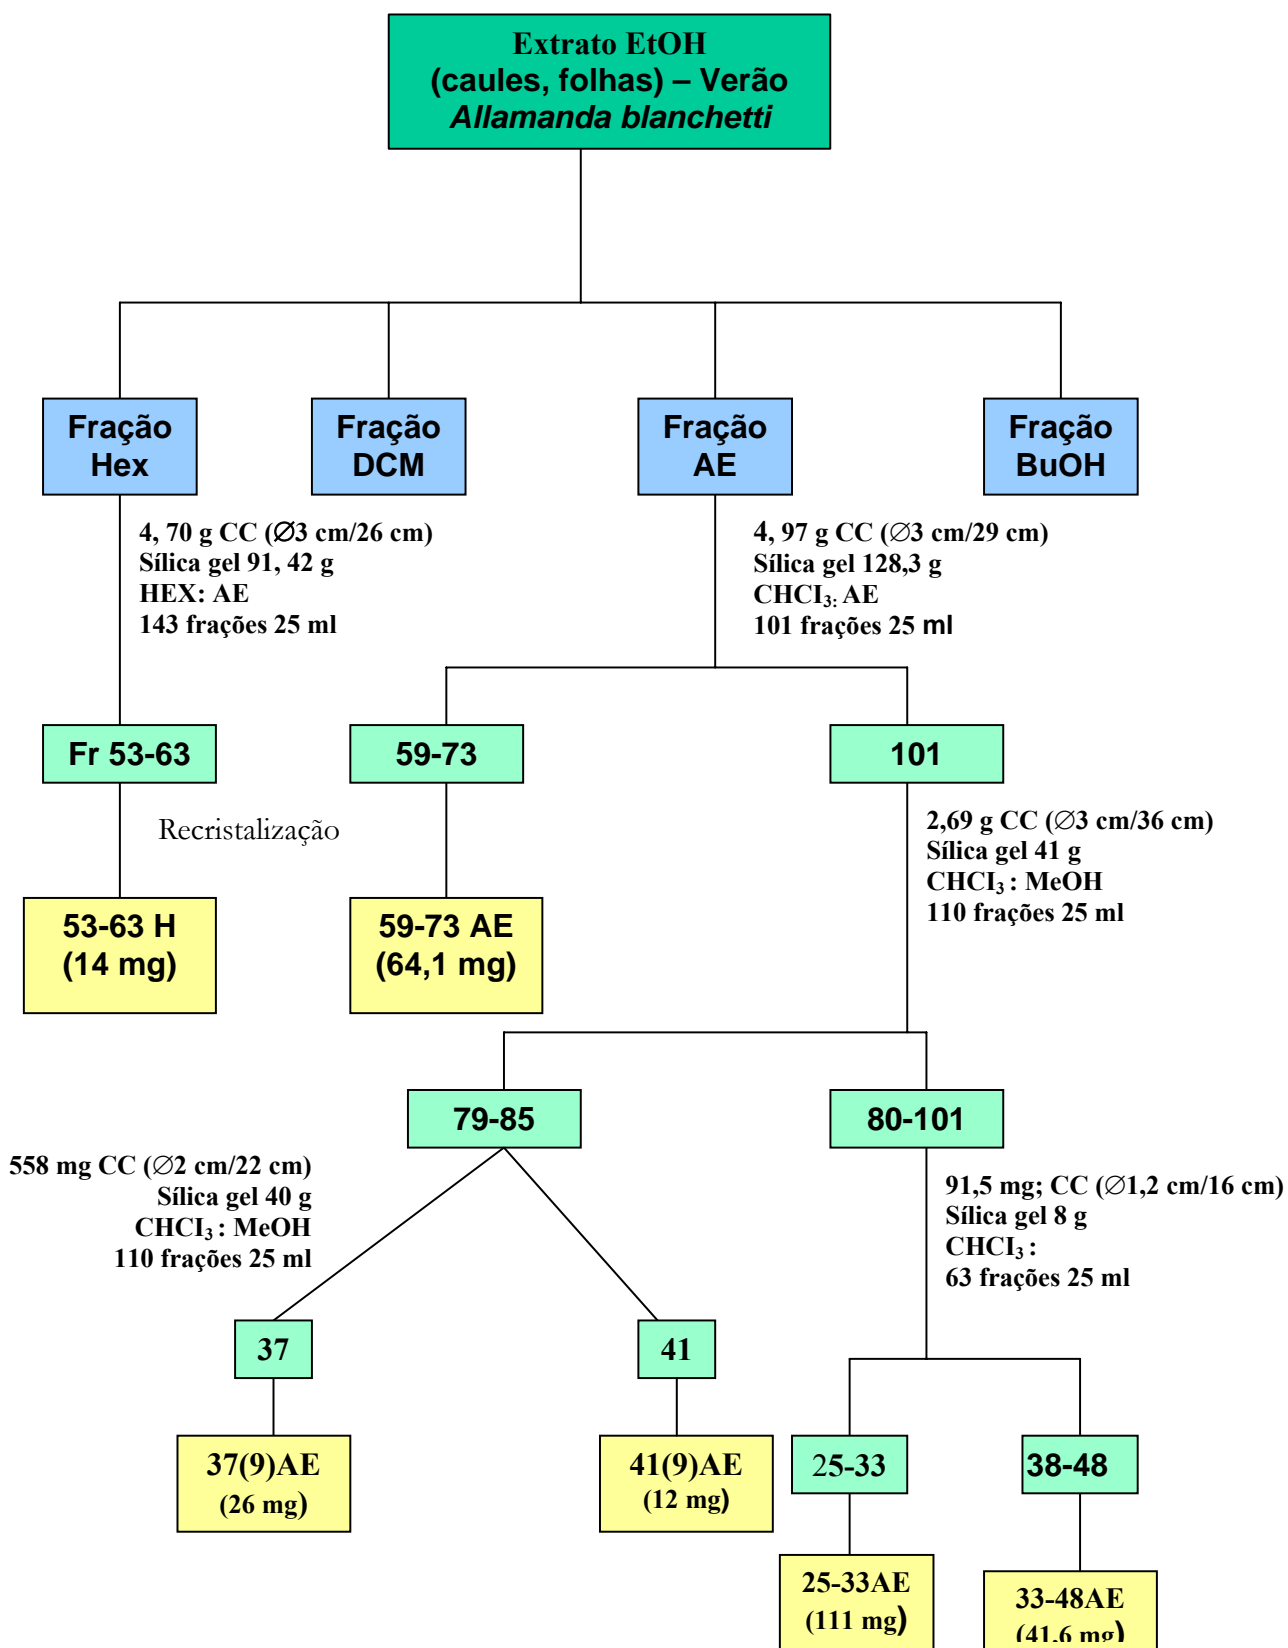 Extrato EtOH
(caules, folhas) – Verão
Allamanda blanchetti
Fração
Hex
Fração
DCM
Fração
AE
Fração
BuOH
4, 70 g CC (∅3 cm/26 cm)
Sílica gel 91, 42 g
HEX: AE
143 frações 25 ml
4, 97 g CC (∅3 cm/29 cm)
Sílica gel 128,3 g
CHCI₃: AE
101 frações 25 ml
Fr 53-63
59-73
101
Recristalização
2,69 g CC (∅3 cm/36 cm)
Sílica gel 41 g
CHCI₃ : MeOH
110 frações 25 ml
53-63 H
(14 mg)
59-73 AE
(64,1 mg)
79-85
80-101
558 mg CC (∅2 cm/22 cm)
Sílica gel 40 g
CHCI₃ : MeOH
110 frações 25 ml
91,5 mg; CC (∅1,2 cm/16 cm)
Sílica gel 8 g
CHCI₃ :
63 frações 25 ml
37
41
37(9)AE
(26 mg)
41(9)AE
(12 mg)
25-33
38-48
25-33AE
(111 mg)
33-48AE
(41,6 mg)